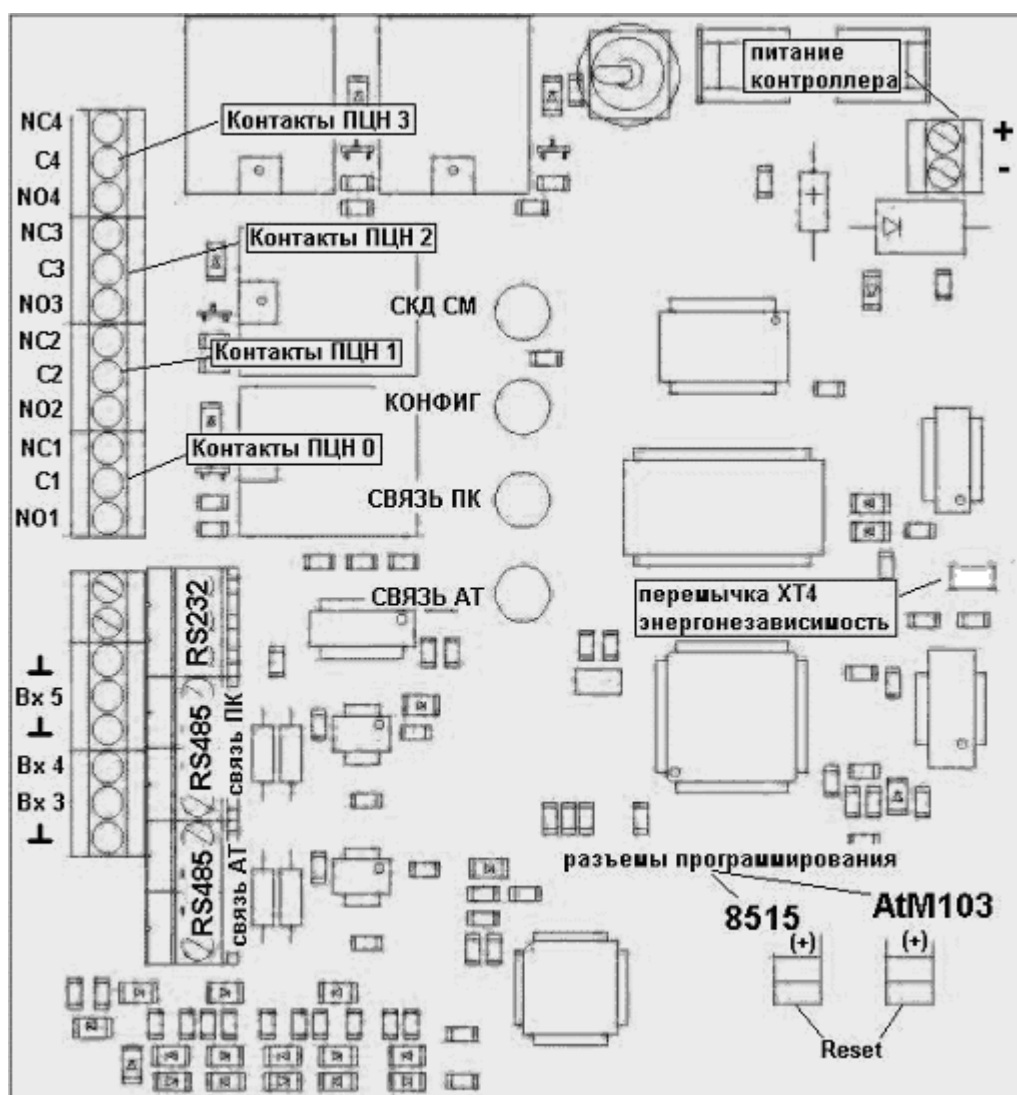 питание
контроллера
+
-
NC4
C4
NO4
Контакты ПЦН 3
NC3
C3
NO3
Контакты ПЦН 2
NC2
C2
NO2
Контакты ПЦН 1
NC1
C1
NO1
Контакты ПЦН 0
СКД СМ
КОНФИГ
СВЯЗЬ ПК
СВЯЗЬ АТ
перемычка XT4
энергонезависимость
RS232
Вх 5
RS485
связь ПК
Вх 4
Вх 3
RS485
связь АТ
разъемы программирования
8515
AtM103
(+)
(+)
Reset